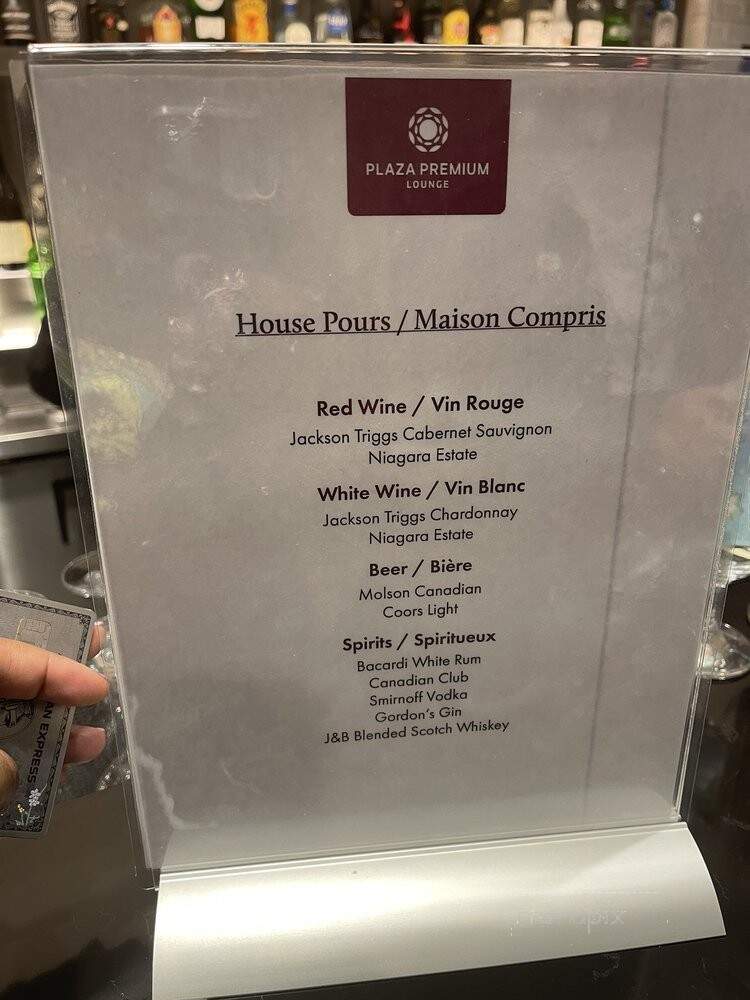 PLAZA PREMIUM
LOUNGE
House Pours / Maison Compris
Red Wine / Vin Rouge
Jackson Triggs Cabernet Sauvignon
Niagara Estate
White Wine / Vin Blanc
Jackson Triggs Chardonnay
Niagara Estate
Beer / Bière
Molson Canadian
Coors Light
Spirits / Spiritueux
Bacardi White Rum
Canadian Club
Smirnoff Vodka
Gordon's Gin
J&B Blended Scotch Whiskey
AN EXPRESS